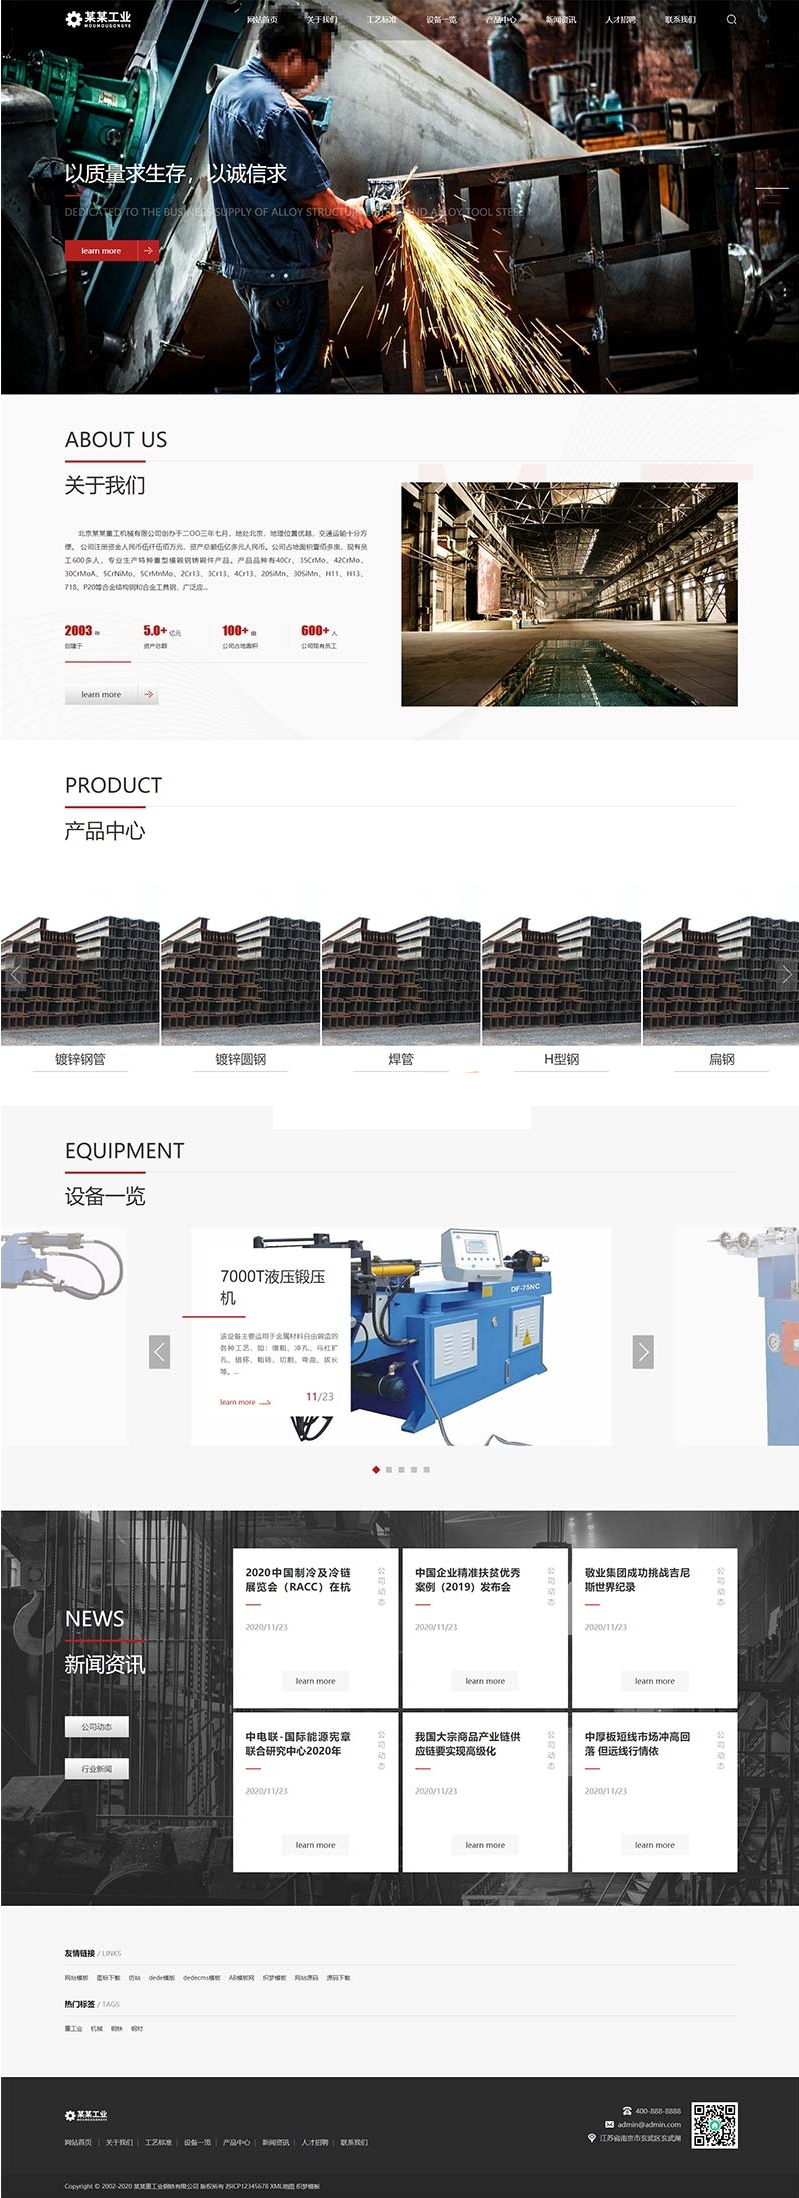 某某工业
MOUMOUGONGYE
网站首页 关于我们 工艺标准 设备一览 产品中心 新闻资讯 人才招聘 联系我们
以质量求生存，以诚信求
DEDICATED TO THE BUSINESS SUPPLY OF ALLOY STRUCTURAL STEEL AND ALLOY TOOL STEEL
learn more
ABOUT US
关于我们
北京某某重工机械有限公司创办于二〇〇三年七月，地处北京，地理位置优越，交通运输十分方
便。 公司注册资金人民币伍仟伍佰万元，资产总额伍亿多元人民币。公司占地面积壹佰多亩，现有员
工600多人，专业生产特种重型模锻钢铸锻件产品。产品品种有40Cr、35CrMo、42CrMo、
30CrMoA、5CrNiMo、5CrMnMo、2Cr13、3Cr13、4Cr13、20SiMn、30SiMn、H11、H13、
718、P20等合金结构钢和合金工具钢，广泛应...
2003 年 5.0+ 亿元 100+ 亩 600+ 人
创建于 资产总额 公司占地面积 公司现有员工
learn more
PRODUCT
产品中心
镀锌钢管 镀锌圆钢 焊管 H型钢 扁钢
EQUIPMENT
设备一览
DF-75NC
7000T液压锻压
机
该设备主要运用于金属材料自由锻造的
各种工艺，如：镦粗、冲孔、马杠扩
孔、错移、粗转、切割、弯曲、拔长
等。...
learn more
11/23
2020中国制冷及冷链
展览会（RACC）在杭
公司动态
2020/11/23
learn more
中国企业精准扶贫优秀
案例（2019）发布会
公司动态
2020/11/23
learn more
敬业集团成功挑战吉尼
斯世界纪录
公司动态
2020/11/23
learn more
NEWS
新闻资讯
公司动态
行业新闻
中电联-国际能源宪章
联合研究中心2020年
公司动态
2020/11/23
learn more
我国大宗商品产业链供
应链要实现高级化
公司动态
2020/11/23
learn more
中厚板短线市场冲高回
落 但远线行情依
公司动态
2020/11/23
learn more
友情链接 / LINKS
网站模板 图标下载 仿站 dede模板 dedecms模板 AB模板网 织梦模板 网站源码 源码下载
热门标签 / TAGS
重工业 机械 钢铁 钢材
某某工业
MOUMOUGONGYE
400-888-8888
admin@admin.com
江苏省南京市玄武区玄武湖
网站首页 | 关于我们 | 工艺标准 | 设备一览 | 产品中心 | 新闻资讯 | 人才招聘 | 联系我们
Copyright © 2002-2020 某某重工业钢铁有限公司 版权所有 苏ICP12345678 XML地图 织梦模板